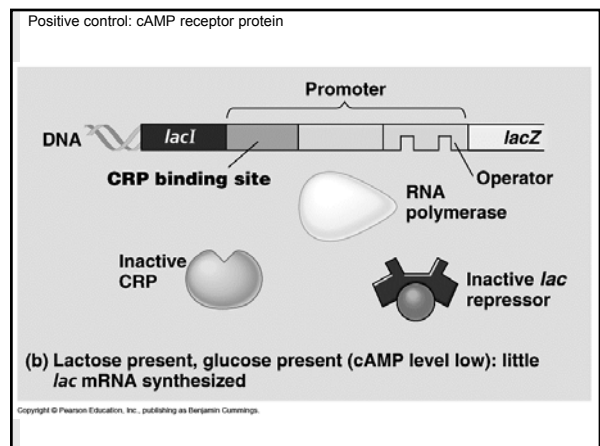 Positive control: cAMP receptor protein
Promoter
DNA
lacI
lacZ
CRP binding site
Operator
RNA
polymerase
Inactive
CRP
Inactive lac
repressor
(b) Lactose present, glucose present (cAMP level low): little
lac mRNA synthesized
Copyright © Pearson Education, Inc., publishing as Benjamin Cummings.